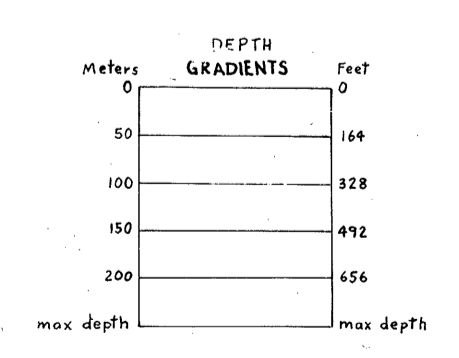 DEPTH
Meters GRADIENTS Feet
0 0
50 164
100 328
150 492
200 656
max depth max depth